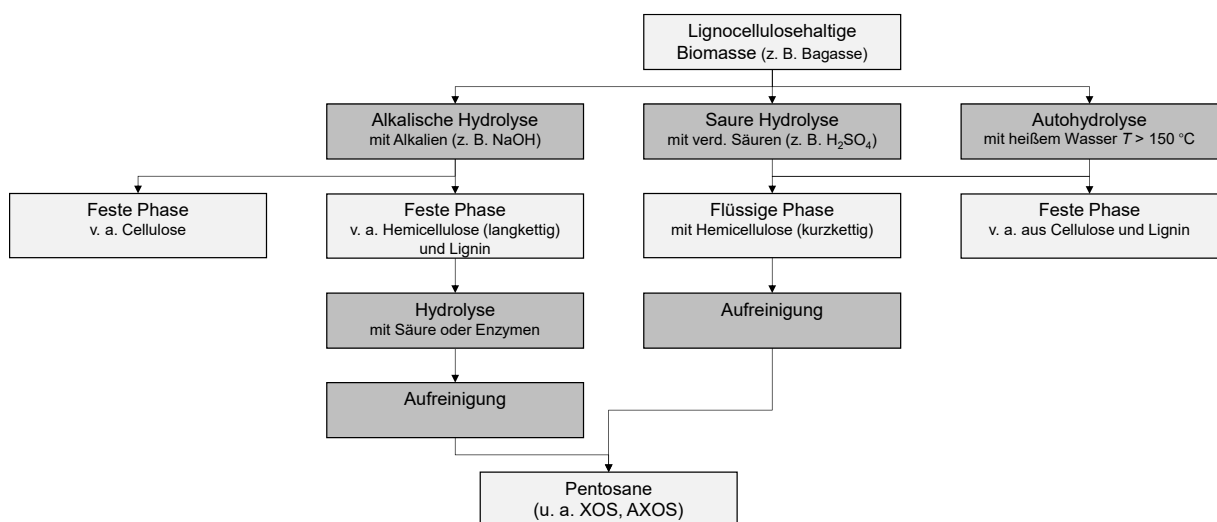 Lignocellulosehaltige
Biomasse (z. B. Bagasse)
Alkalische Hydrolyse
mit Alkalien (z. B. NaOH)
Saure Hydrolyse
mit verd. Säuren (z. B. H₂SO₄)
Autohydrolyse
mit heißem Wasser T > 150 °C
Feste Phase
v. a. Cellulose
Feste Phase
v. a. Hemicellulose (langkettig)
und Lignin
Flüssige Phase
mit Hemicellulose (kurzkettig)
Feste Phase
v. a. aus Cellulose und Lignin
Hydrolyse
mit Säure oder Enzymen
Aufreinigung
Aufreinigung
Pentosane
(u. a. XOS, AXOS)